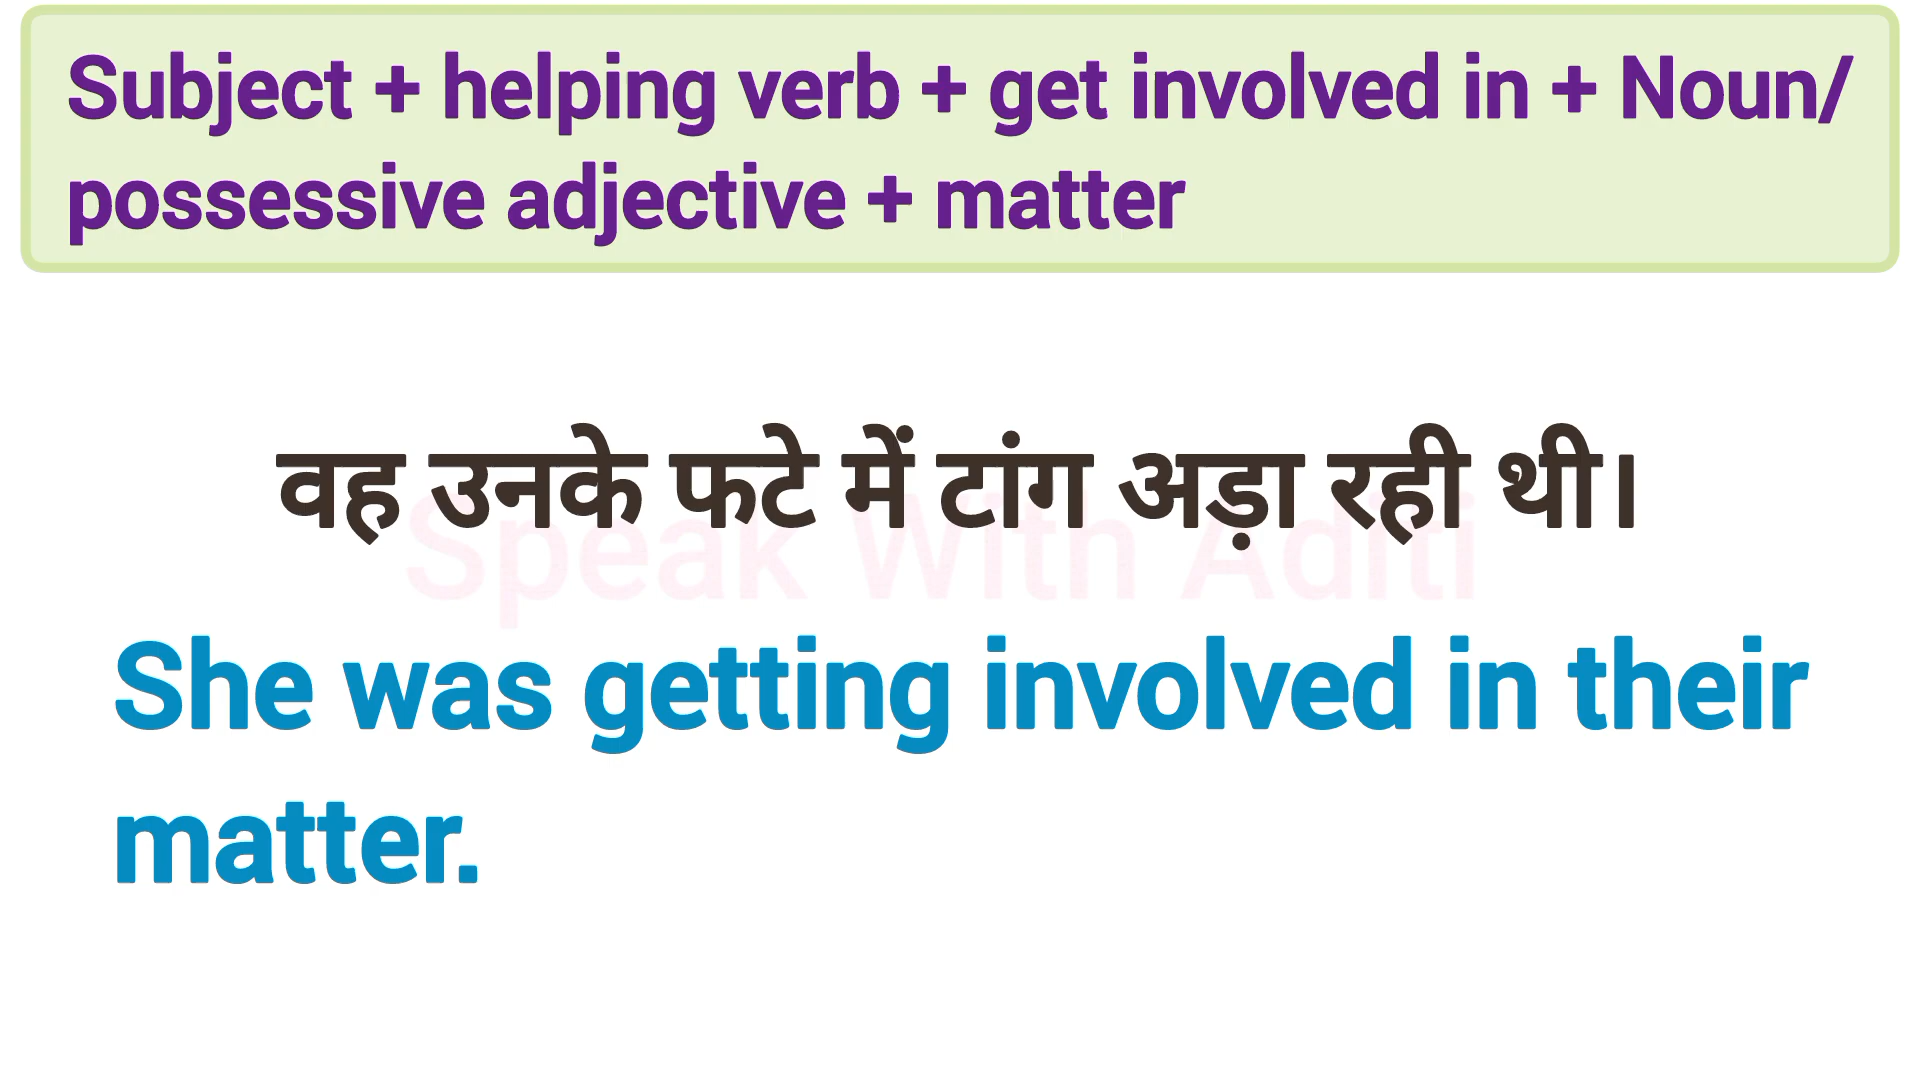 Subject + helping verb + get involved in + Noun/
possessive adjective + matter
वह उनके फटे में टांग अड़ा रही थी।
Speak With Aditi
She was getting involved in their
matter.